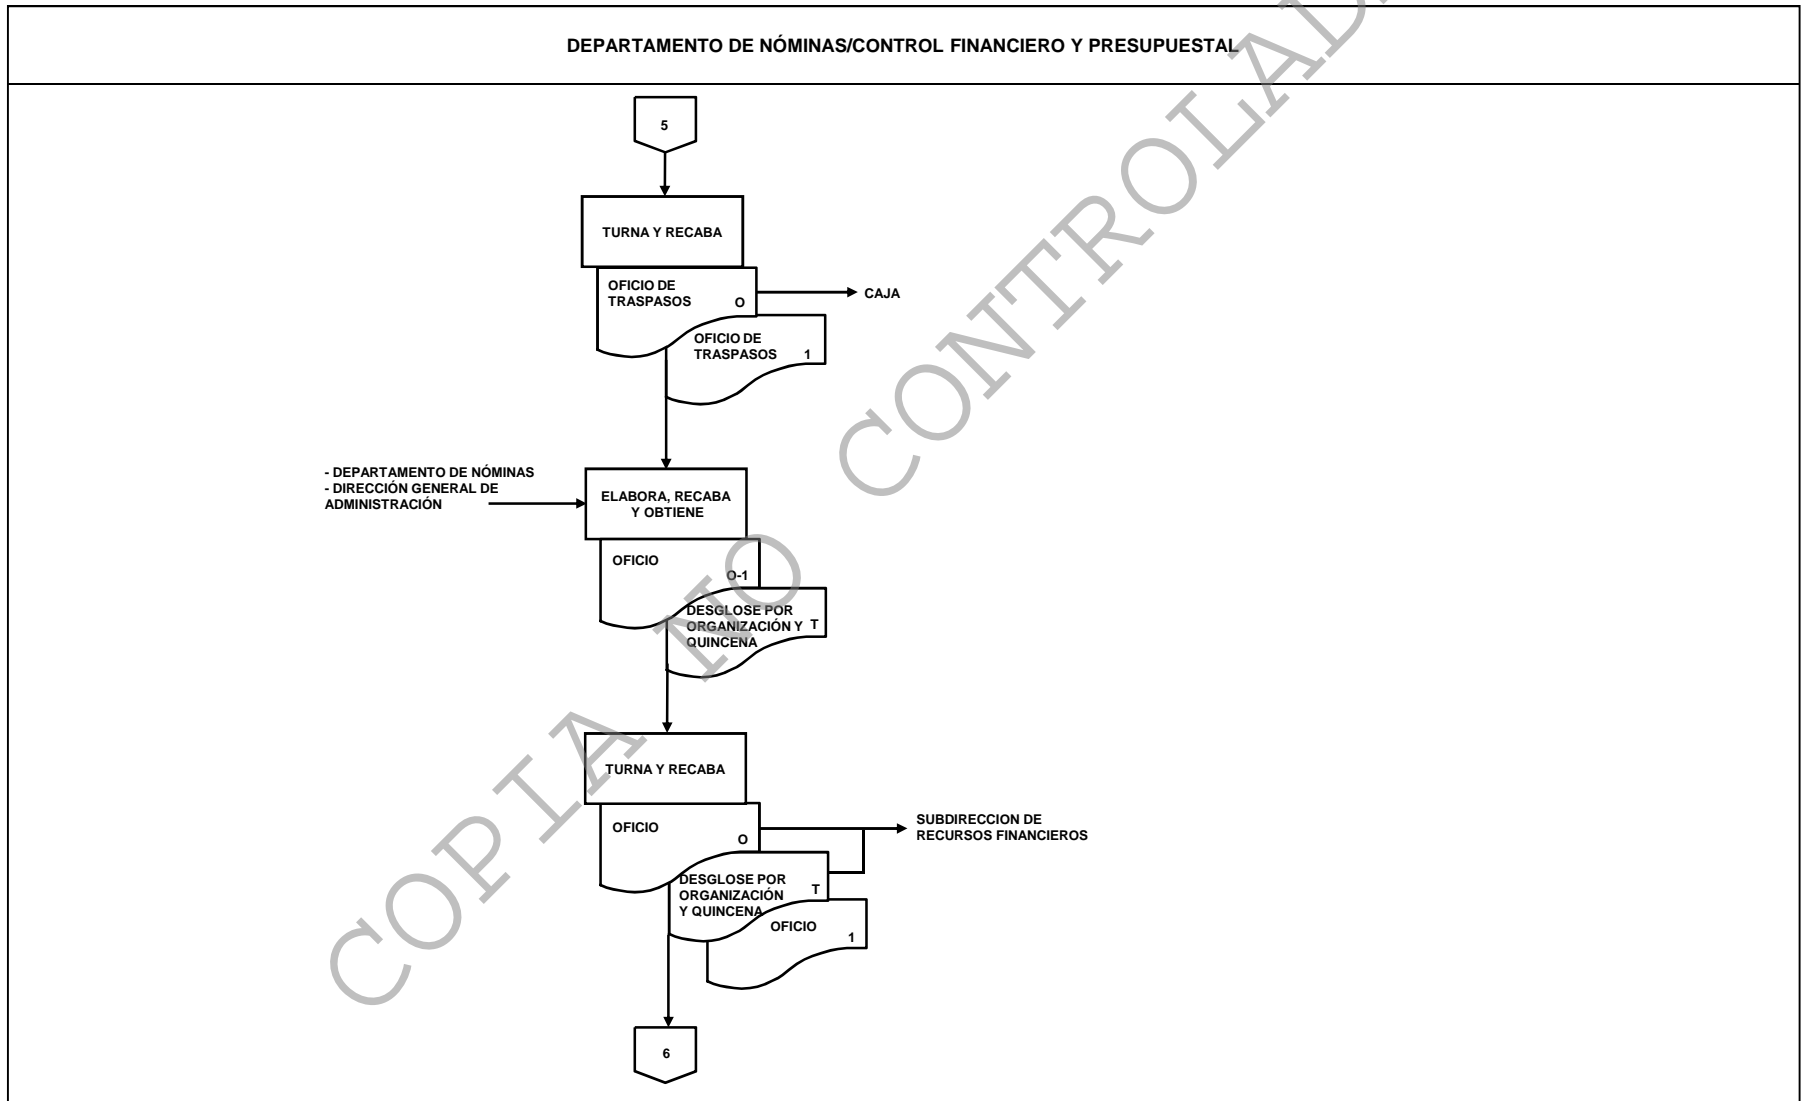 DEPARTAMENTO DE NÓMINAS/CONTROL FINANCIERO Y PRESUPUESTAL
5
TURNA Y RECABA
OFICIO DE
TRASPASOS O
CAJA
OFICIO DE
TRASPASOS 1
- DEPARTAMENTO DE NÓMINAS
- DIRECCIÓN GENERAL DE
ADMINISTRACIÓN
ELABORA, RECABA
Y OBTIENE
OFICIO
O-1
DESGLOSE POR
ORGANIZACIÓN Y T
QUINCENA
TURNA Y RECABA
OFICIO
O
SUBDIRECCION DE
RECURSOS FINANCIEROS
DESGLOSE POR
ORGANIZACIÓN T
Y QUINCENA
OFICIO
1
6
COPIA NO CONTROLAD